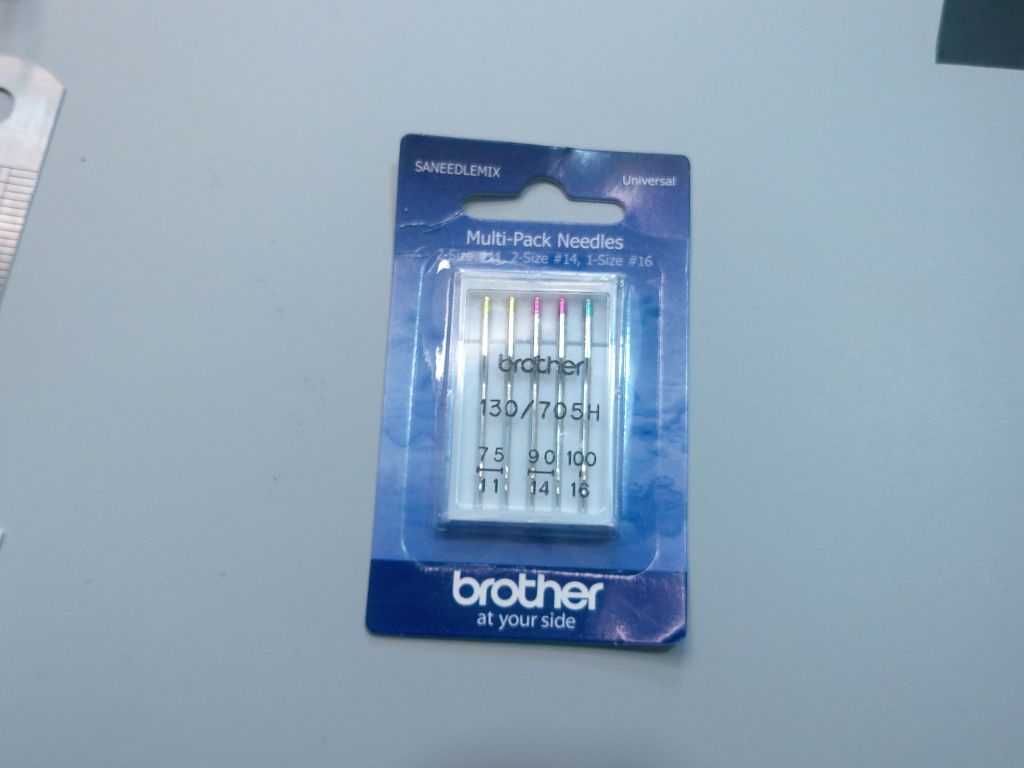 SANEEDLEMIX
Universal
Multi-Pack Needles
2-Size #11, 2-Size #14, 1-Size #16
brother
130/705H
75 90 100
11 14 16
brother
at your side